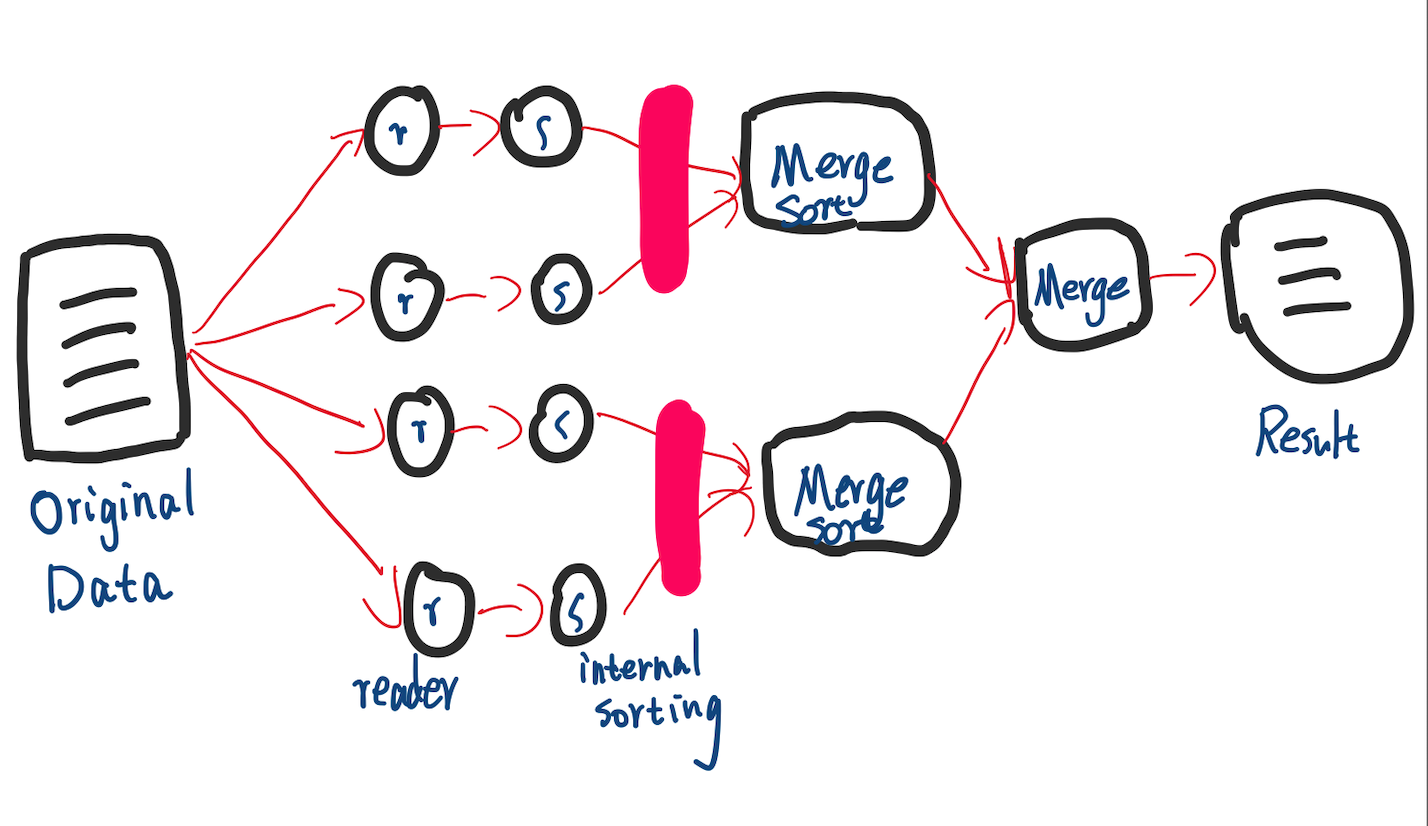 r
S
Merge
Sort
r
S
Merge
Original
Data
r
S
Merge
sort
Result
r
S
reader
internal
sorting